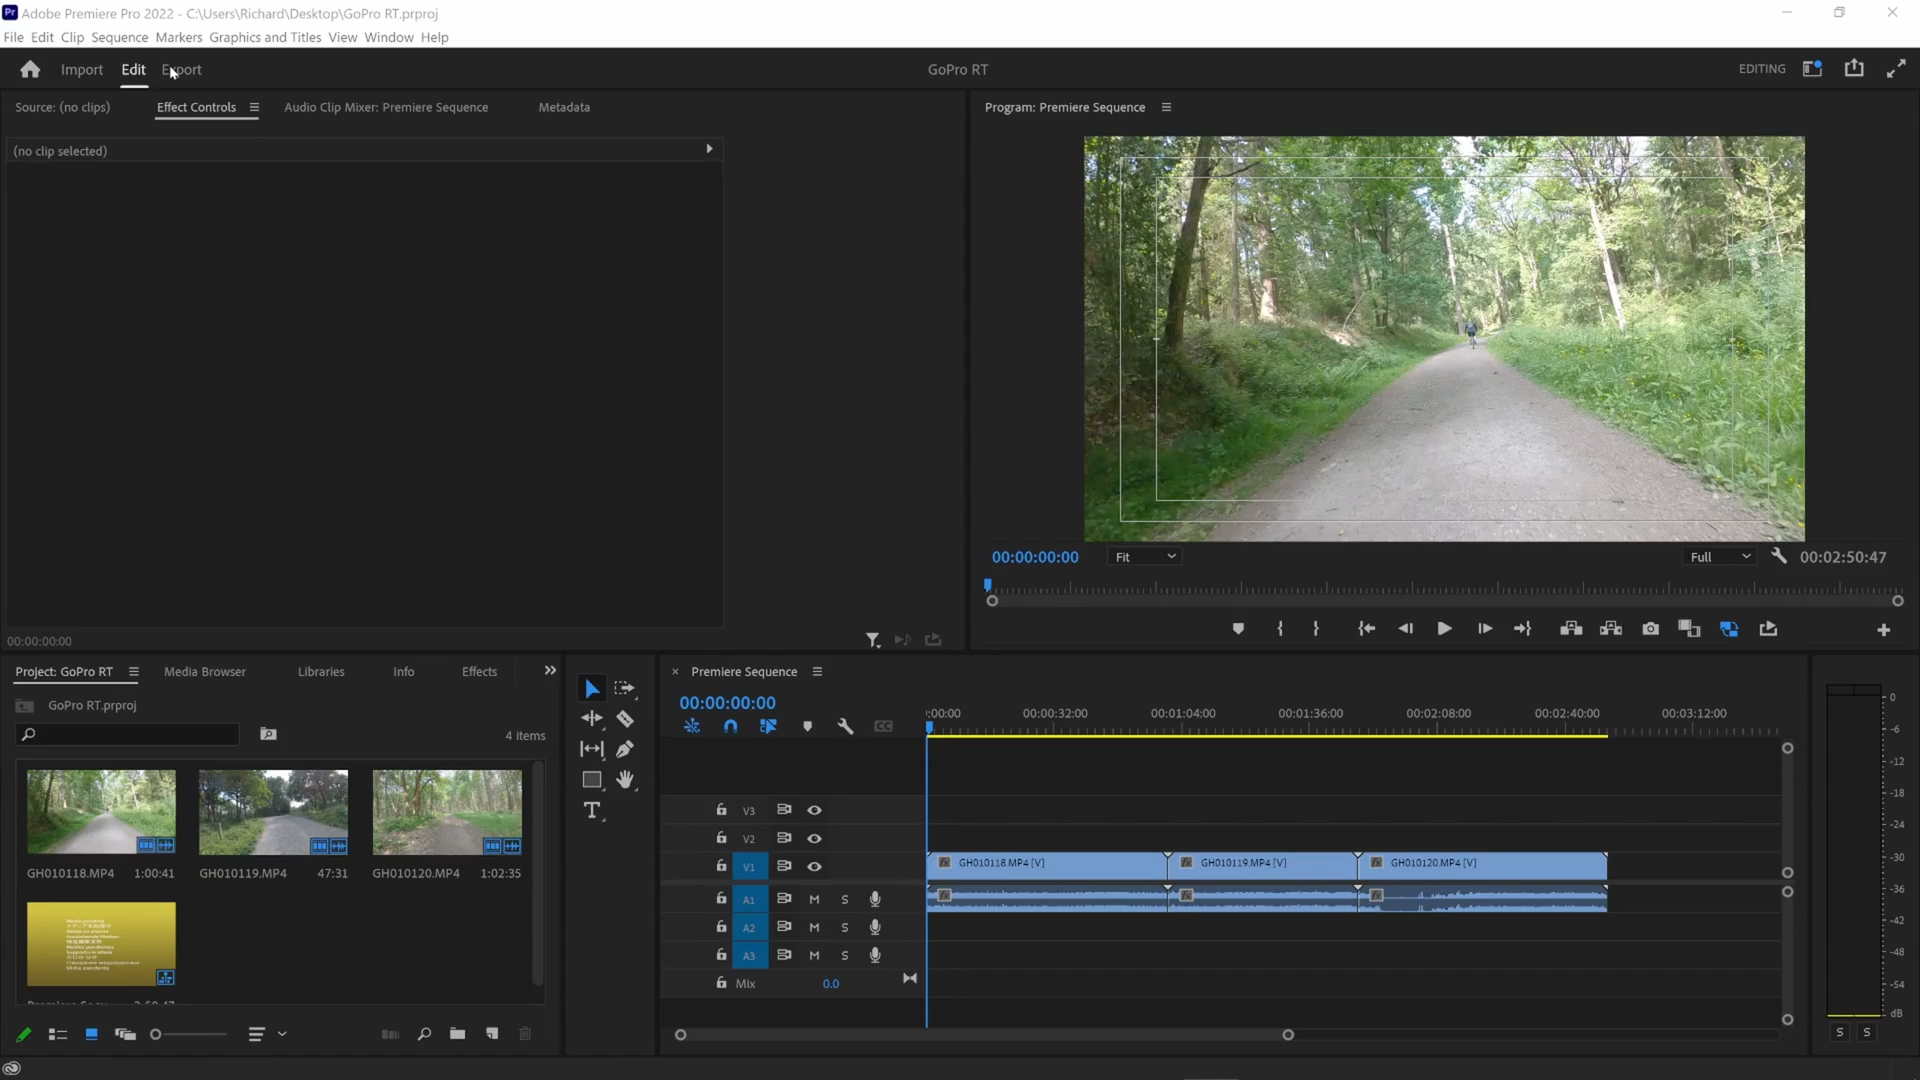 Adobe Premiere Pro 2022 - C:\Users\Richard\Desktop\GoPro RT.prproj
File Edit Clip Sequence Markers Graphics and Titles View Window Help
Import Edit Export
GoPro RT
EDITING
Source: (no clips) Effect Controls Audio Clip Mixer: Premiere Sequence Metadata
Program: Premiere Sequence
(no clip selected)
00:00:00:00 Fit Full 00:02:50:47
00:00:00:00
Project: GoPro RT Media Browser Libraries Info Effects
Premiere Sequence
GoPro RT.prproj
4 items
GH010118.MP4 1:00:41
GH010119.MP4 47:31
GH010120.MP4 1:02:35
00:00:00:00
:00:00 00:00:32:00 00:01:04:00 00:01:36:00 00:02:08:00 00:02:40:00 00:03:12:00
V3
V2
V1 GH010118.MP4 [V] GH010119.MP4 [V] GH010120.MP4 [V]
A1 M S
A2 M S
A3 M S
Mix 0.0
0
-6
-12
-18
-24
-30
-36
-42
-48
-54
dB
S S